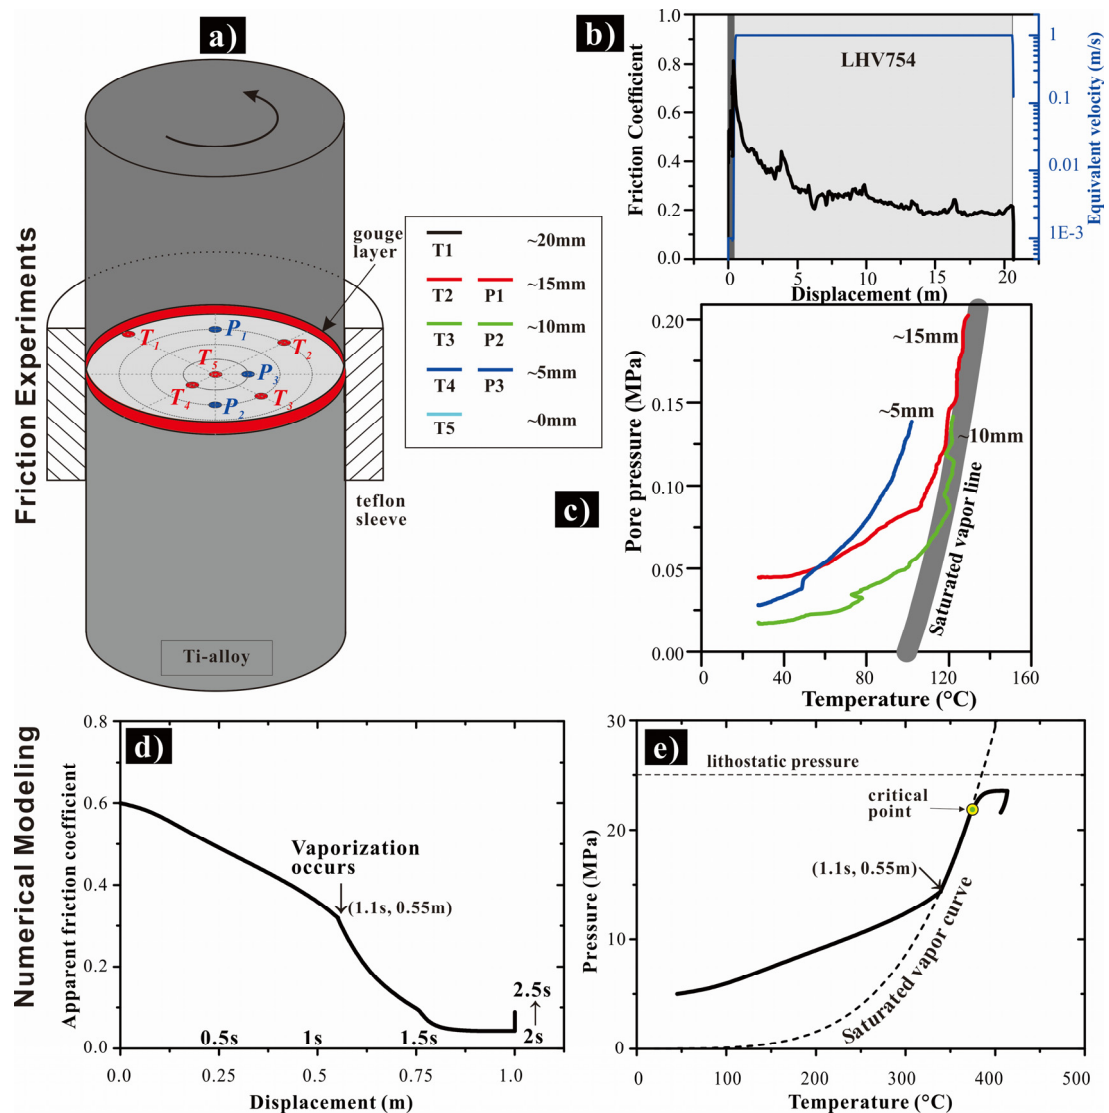 a)
gouge
layer
T1
P1
T2
T5
P3
T4
T3
P2
teflon
sleeve
Ti-alloy
Friction Experiments
T1 ~20mm
T2 P1 ~15mm
T3 P2 ~10mm
T4 P3 ~5mm
T5 ~0mm
b)
LHV754
Friction Coefficient
1.0
0.8
0.6
0.4
0.2
0.0
0 5 10 15 20
Displacement (m)
Equivalent velocity (m/s)
1
0.1
0.01
1E-3
c)
Pore pressure (MPa)
0.20
0.15
0.10
0.05
0.00
~15mm
~5mm
~10mm
Saturated vapor line
0 40 80 120 160
Temperature (°C)
Numerical Modeling
d)
Apparent friction coefficient
0.8
0.6
0.4
0.2
0.0
Vaporization
occurs
(1.1s, 0.55m)
2.5s
0.5s 1s 1.5s 2s
0.0 0.25 0.50 0.75 1.0
Displacement (m)
e)
Pressure (MPa)
30
20
10
0
lithostatic pressure
critical
point
(1.1s, 0.55m)
Saturated vapor curve
0 100 200 300 400 500
Temperature (°C)